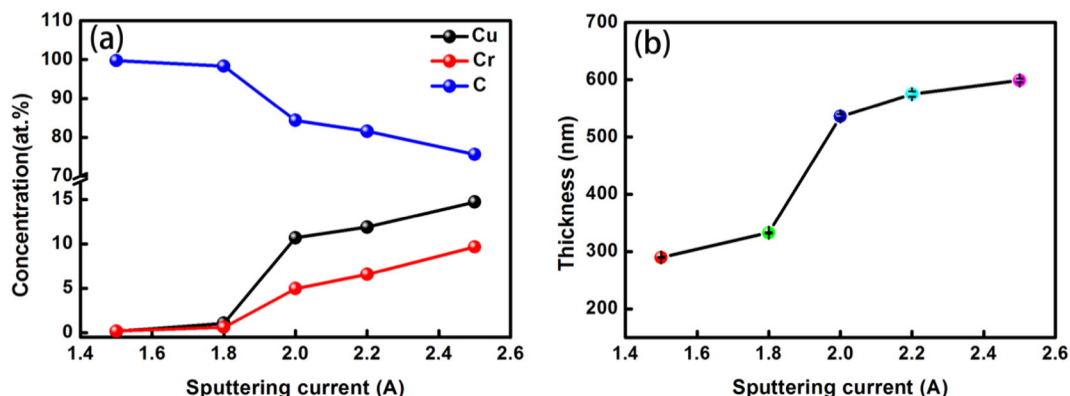 (a)
Cu
Cr
C
Concentration(at.%)
110
100
90
80
70
15
10
5
0
1.4 1.6 1.8 2.0 2.2 2.4 2.6
Sputtering current (A)
(b)
Thickness (nm)
700
600
500
400
300
200
1.4 1.6 1.8 2.0 2.2 2.4 2.6
Sputtering current (A)